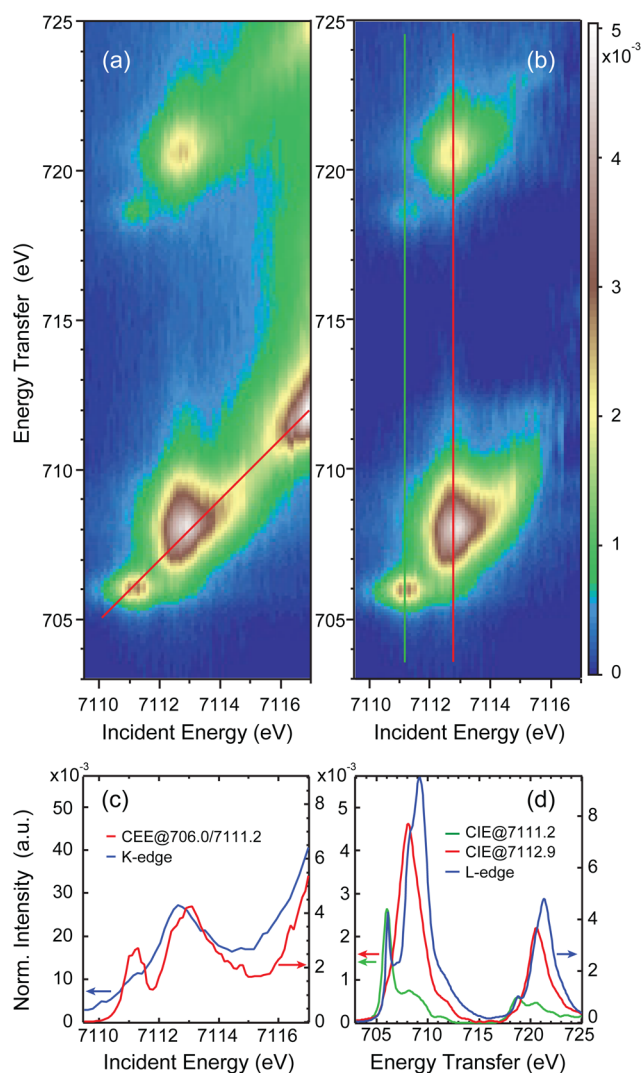 725
720
715
710
705
Energy Transfer (eV)
(a)
(b)
5
×10⁻³
4
3
2
1
0
7110 7112 7114 7116
7110 7112 7114 7116
Incident Energy (eV)
Incident Energy (eV)
×10⁻³
×10⁻³
(c)
(d)
50
40
30
20
10
0
Norm. Intensity (a.u.)
CEE@706.0/7111.2
K-edge
8
6
4
2
0
5
4
3
2
1
0
CIE@7111.2
CIE@7112.9
L-edge
8
6
4
2
0
7110 7112 7114 7116
705 710 720 725
Incident Energy (eV)
Energy Transfer (eV)